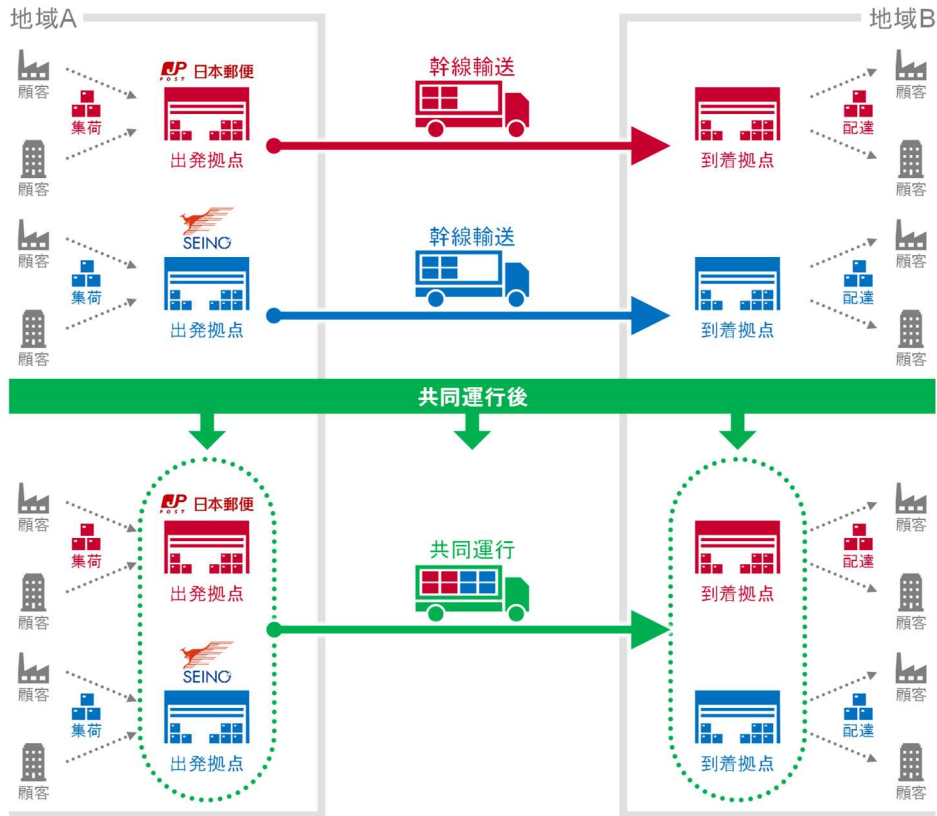 地域A
地域B
顧客
集荷
顧客
JP
POST
日本郵便
出発拠点
幹線輸送
到着拠点
配達
顧客
顧客
顧客
集荷
顧客
SEINO
出発拠点
幹線輸送
到着拠点
配達
顧客
顧客
共同運行後
顧客
集荷
顧客
JP
POST
日本郵便
出発拠点
共同運行
到着拠点
配達
顧客
顧客
顧客
集荷
顧客
SEINO
出発拠点
到着拠点
配達
顧客
顧客